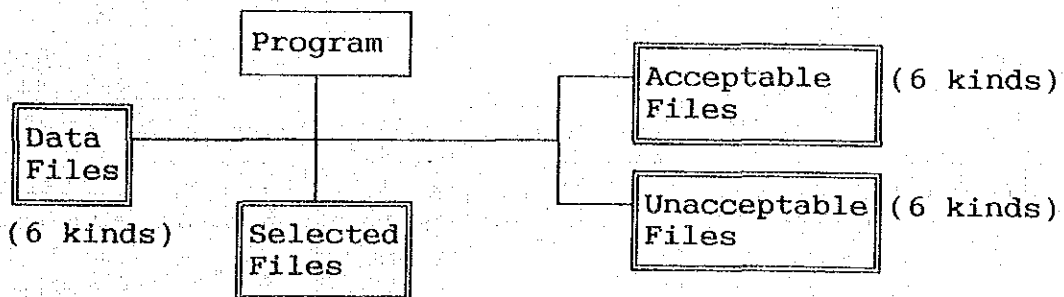 Program
Acceptable
Files
(6 kinds)
Data
Files
(6 kinds)
Selected
Files
Unacceptable
Files
(6 kinds)